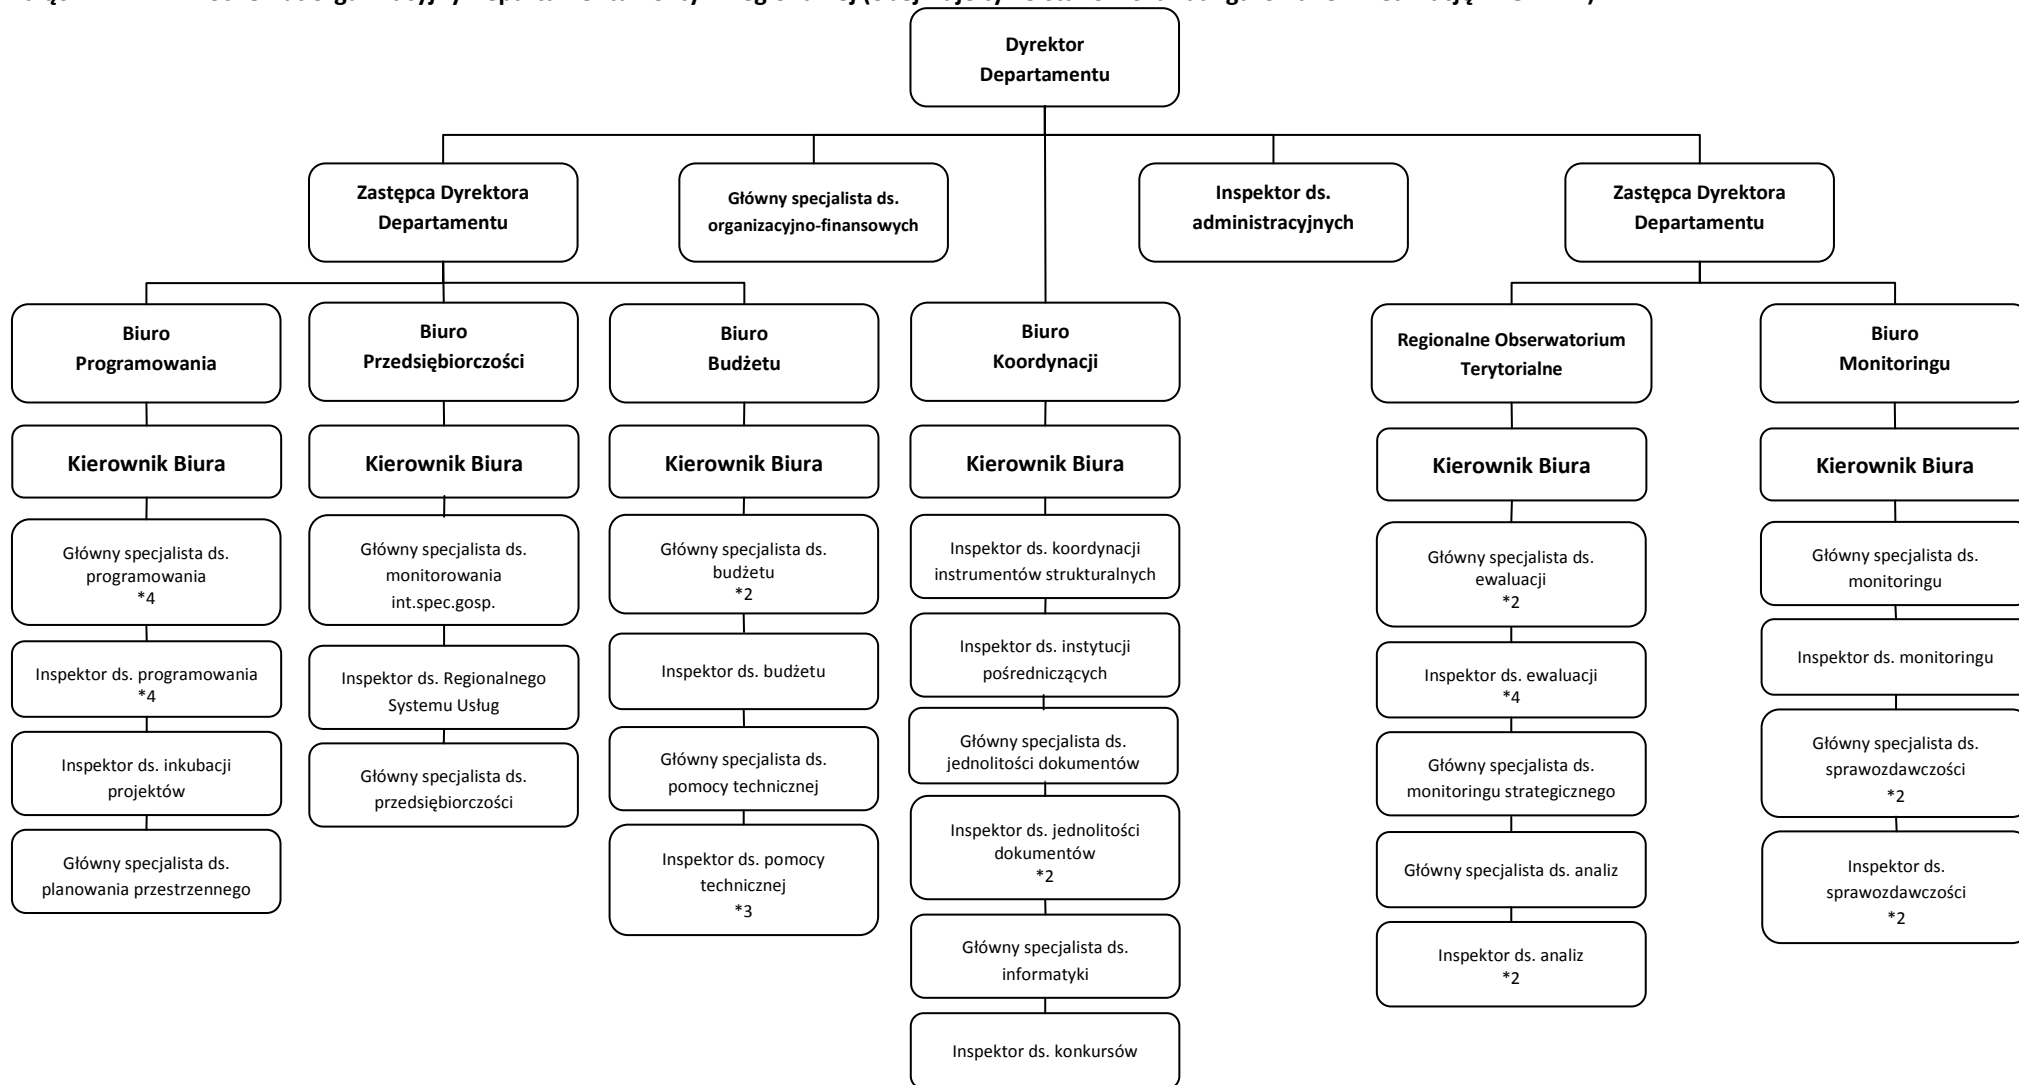 Dyrektor
Departamentu
Zastępca Dyrektora
Departamentu
Główny specjalista ds.
organizacyjno-finansowych
Inspektor ds.
administracyjnych
Zastępca Dyrektora
Departamentu
Biuro
Programowania
Biuro
Przedsiębiorczości
Biuro
Budżetu
Biuro
Koordynacji
Regionalne Obserwatorium
Terytorialne
Biuro
Monitoringu
Kierownik Biura
Kierownik Biura
Kierownik Biura
Kierownik Biura
Kierownik Biura
Kierownik Biura
Główny specjalista ds.
programowania
*4
Inspektor ds. programowania
*4
Inspektor ds. inkubacji
projektów
Główny specjalista ds.
planowania przestrzennego
Główny specjalista ds.
monitorowania
int.spec.gosp.
Inspektor ds. Regionalnego
Systemu Usług
Główny specjalista ds.
przedsiębiorczości
Główny specjalista ds.
budżetu
*2
Inspektor ds. budżetu
Główny specjalista ds.
pomocy technicznej
Inspektor ds. pomocy
technicznej
*3
Inspektor ds. koordynacji
instrumentów strukturalnych
Inspektor ds. instytucji
pośredniczących
Główny specjalista ds.
jednolitości dokumentów
Inspektor ds. jednolitości
dokumentów
*2
Główny specjalista ds.
informatyki
Inspektor ds. konkursów
Główny specjalista ds.
ewaluacji
*2
Inspektor ds. ewaluacji
*4
Główny specjalista ds.
monitoringu strategicznego
Główny specjalista ds. analiz
Inspektor ds. analiz
*2
Główny specjalista ds.
monitoringu
Inspektor ds. monitoringu
Główny specjalista ds.
sprawozdawczości
*2
Inspektor ds.
sprawozdawczości
*2